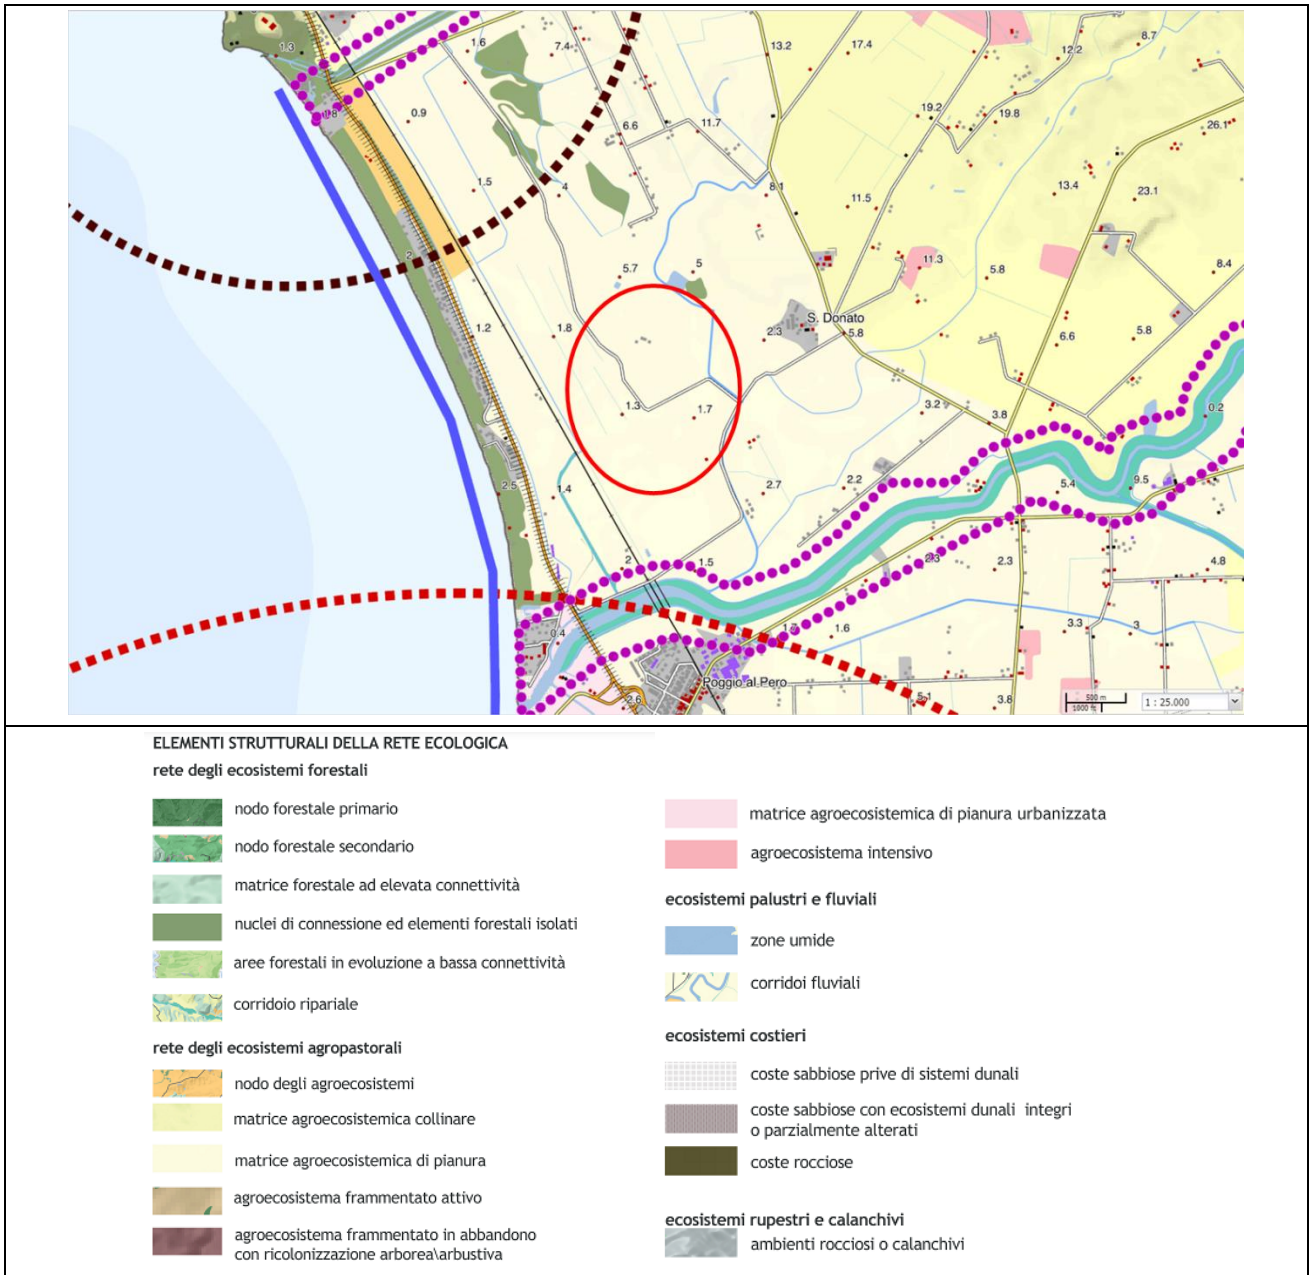 1.3
1.6
7.4
13.2
17.4
12.2
8.7
1.8
0.9
6.6
11.7
19.2
19.8
26.1
1.5
4
8.1
11.5
13.4
23.1
2
5.7
5
11.3
5.8
8.4
1.2
1.8
2.3
S. Donato
5.8
6.6
5.8
1.3
1.7
3.2
3.8
0.2
2.5
1.4
2.7
2.2
5.4
9.5
2
1.5
2.3
2.3
4.8
0.4
1.7
1.6
3.3
3
Poggio al Pero
2.6
5.1
3.8
500 m
1000 ft
1 : 25.000
ELEMENTI STRUTTURALI DELLA RETE ECOLOGICA
rete degli ecosistemi forestali
nodo forestale primario
nodo forestale secondario
matrice forestale ad elevata connettività
nuclei di connessione ed elementi forestali isolati
aree forestali in evoluzione a bassa connettività
corridoio ripariale
rete degli ecosistemi agropastorali
nodo degli agroecosistemi
matrice agroecosistemica collinare
matrice agroecosistemica di pianura
agroecosistema frammentato attivo
agroecosistema frammentato in abbandono
con ricolonizzazione arborea\arbustiva
matrice agroecosistemica di pianura urbanizzata
agroecosistema intensivo
ecosistemi palustri e fluviali
zone umide
corridoi fluviali
ecosistemi costieri
coste sabbiose prive di sistemi dunali
coste sabbiose con ecosistemi dunali integri
o parzialmente alterati
coste rocciose
ecosistemi rupestri e calanchivi
ambienti rocciosi o calanchivi